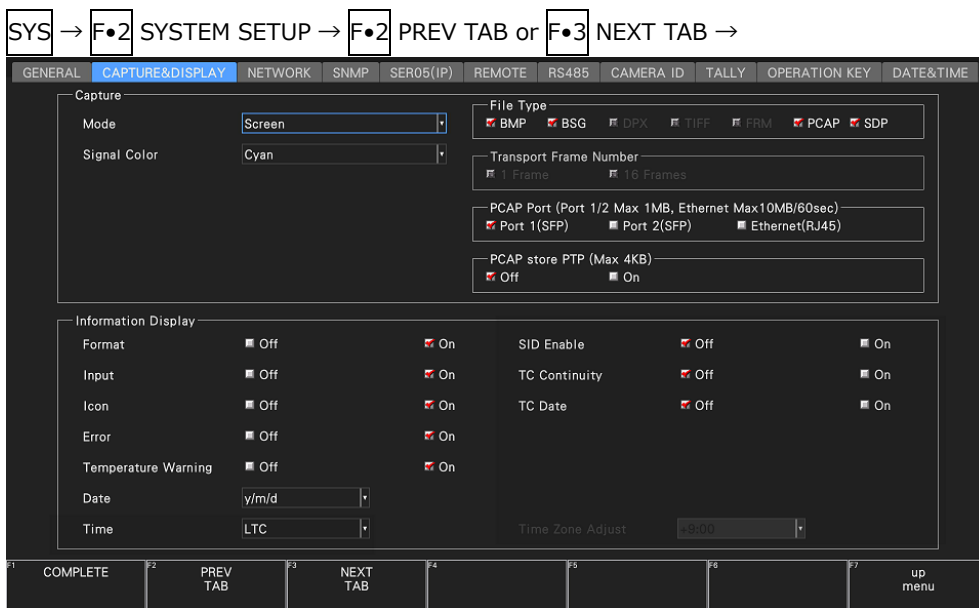 SYS → F•2 SYSTEM SETUP → F•2 PREV TAB or F•3 NEXT TAB →
GENERAL CAPTURE&DISPLAY NETWORK SNMP SER05(IP) REMOTE RS485 CAMERA ID TALLY OPERATION KEY DATE&TIME
Capture
Mode Screen
Signal Color Cyan
File Type
BMP BSG DPX TIFF FRM PCAP SDP
Transport Frame Number
1 Frame 16 Frames
PCAP Port (Port 1/2 Max 1MB, Ethernet Max10MB/60sec)
Port 1(SFP) Port 2(SFP) Ethernet(RJ45)
PCAP store PTP (Max 4KB)
Off On
Information Display
Format Off On SID Enable Off On
Input Off On TC Continuity Off On
Icon Off On TC Date Off On
Error Off On
Temperature Warning Off On
Date y/m/d
Time LTC Time Zone Adjust +9:00
F1 COMPLETE F2 PREV TAB F3 NEXT TAB F4 F5 F6 F7 up menu